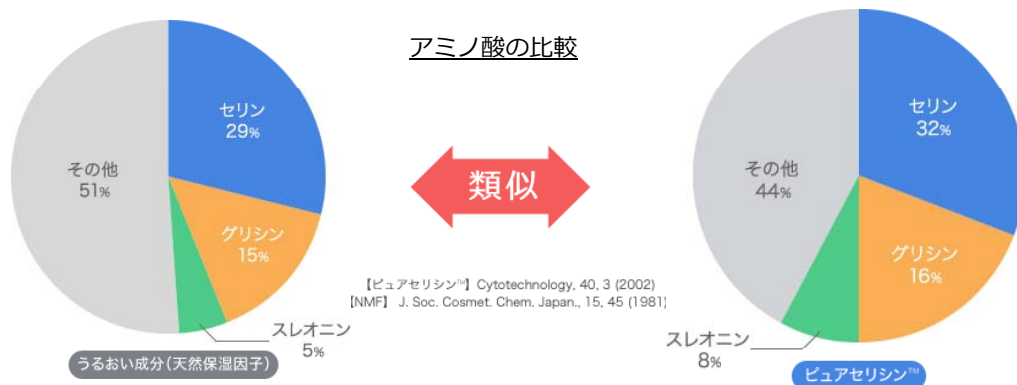 アミノ酸の比較
セリン
29%
その他
51%
グリシン
15%
スレオニン
5%
うるおい成分(天然保湿因子)
類似
【ピュアセリシン™】Cytotechnology, 40, 3 (2002)
【NMF】 J. Soc. Cosmet. Chem. Japan., 15, 45 (1981)
セリン
32%
その他
44%
グリシン
16%
スレオニン
8%
ピュアセリシン™